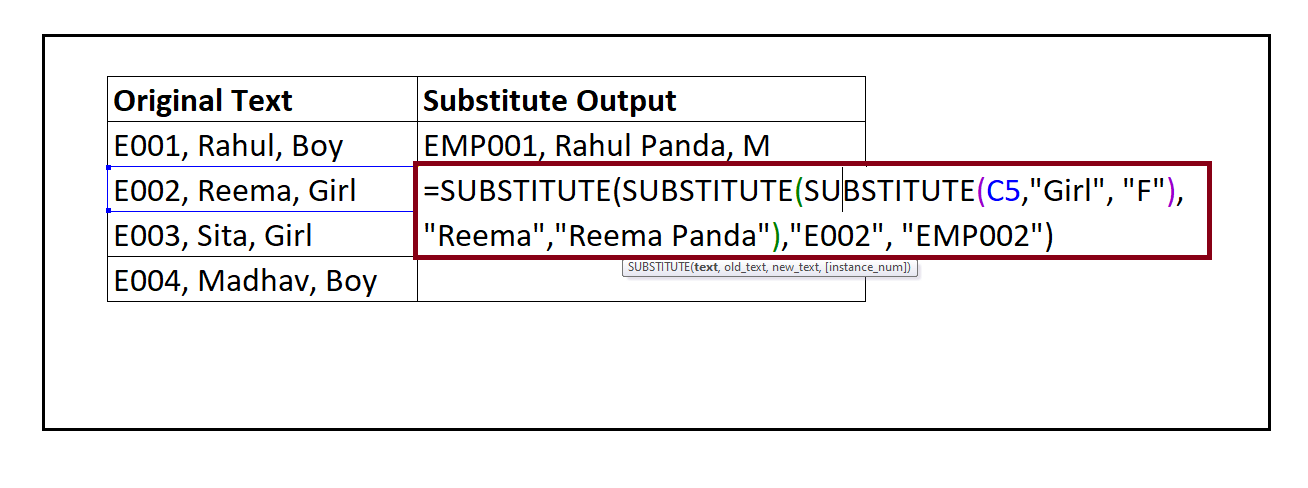 Original Text Substitute Output
E001, Rahul, Boy EMP001, Rahul Panda, M
E002, Reema, Girl =SUBSTITUTE(SUBSTITUTE(SUBSTITUTE(C5,"Girl", "F"),
E003, Sita, Girl "Reema","Reema Panda"),"E002", "EMP002")
SUBSTITUTE(text, old_text, new_text, [instance_num])
E004, Madhav, Boy